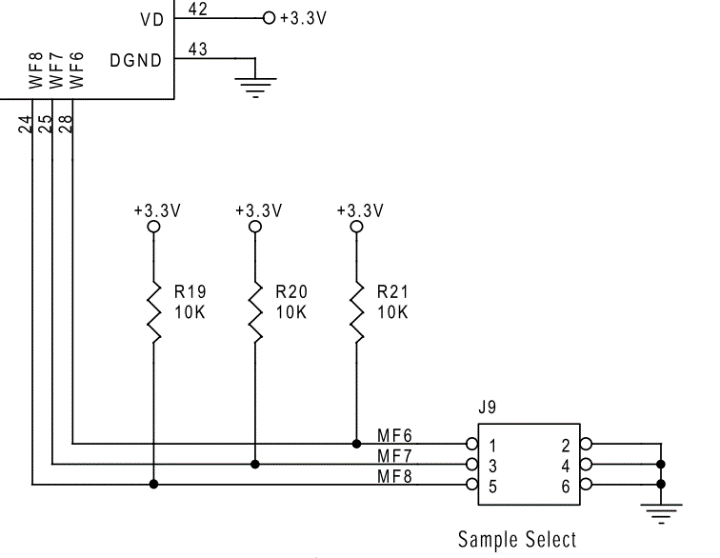 42
VD
+3.3V
43
DGND
WF8
WF7
WF6
24
25
28
+3.3V
+3.3V
+3.3V
R19
10K
R20
10K
R21
10K
J9
MF6
1
2
MF7
3
4
MF8
5
6
Sample Select